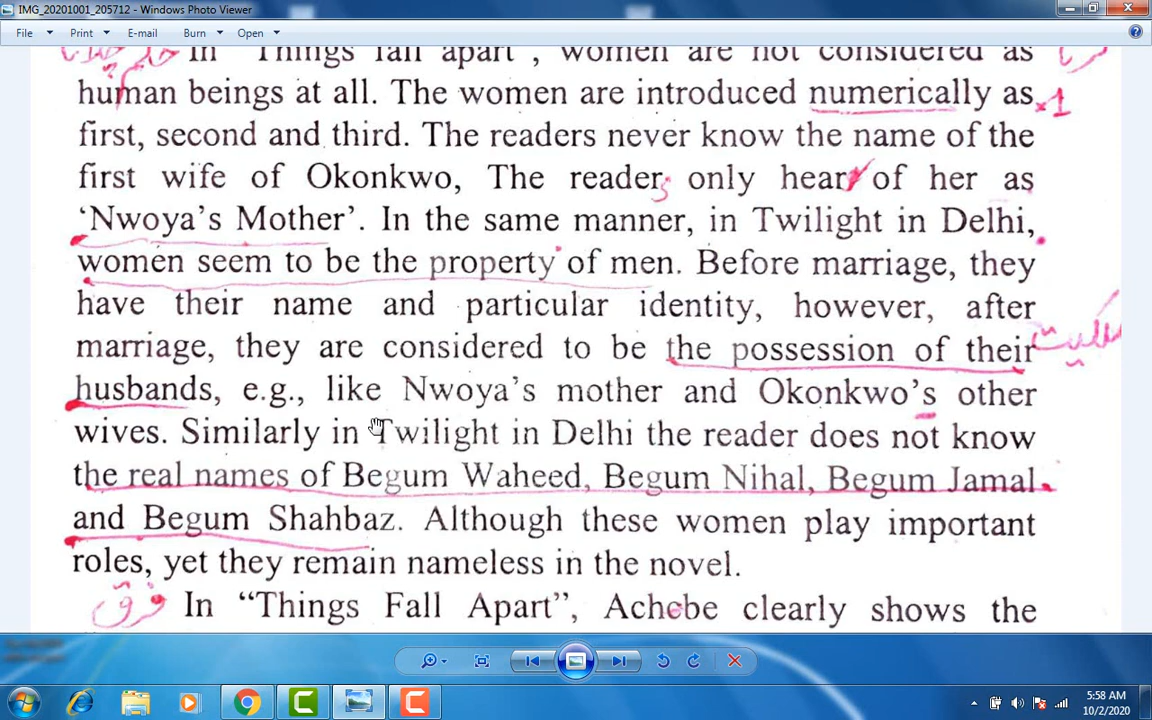 IMG_20201001_205712 - Windows Photo Viewer
File Print E-mail Burn Open
In "Things fall apart", women are not considered as
human beings at all. The women are introduced numerically as 1
first, second and third. The readers never know the name of the
first wife of Okonkwo, The readers only hear of her as
‘Nwoya’s Mother’. In the same manner, in Twilight in Delhi,
women seem to be the property of men. Before marriage, they
have their name and particular identity, however, after
marriage, they are considered to be the possession of their ملکیت
husbands, e.g., like Nwoya’s mother and Okonkwo’s other
wives. Similarly in Twilight in Delhi the reader does not know
the real names of Begum Waheed, Begum Nihal, Begum Jamal
and Begum Shahbaz. Although these women play important
roles, yet they remain nameless in the novel.
فرق In “Things Fall Apart”, Achebe clearly shows the
5:58 AM
10/2/2020